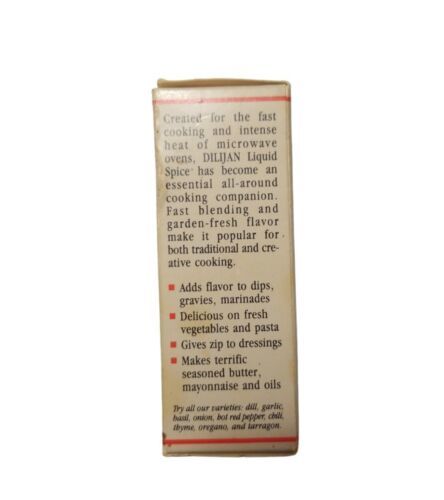 Created for the fast
cooking and intense
heat of microwave
ovens, DILIJAN Liquid
Spice has become an
essential all-around
cooking companion.
Fast blending and
garden-fresh flavor
make it popular for
both traditional and cre-
ative cooking.
■ Adds flavor to dips,
gravies, marinades
■ Delicious on fresh
vegetables and pasta
■ Gives zip to dressings
■ Makes terrific
seasoned butter,
mayonnaise and oils
Try all our varieties: dill, garlic,
basil, onion, hot red pepper, chili,
thyme, oregano, and tarragon.